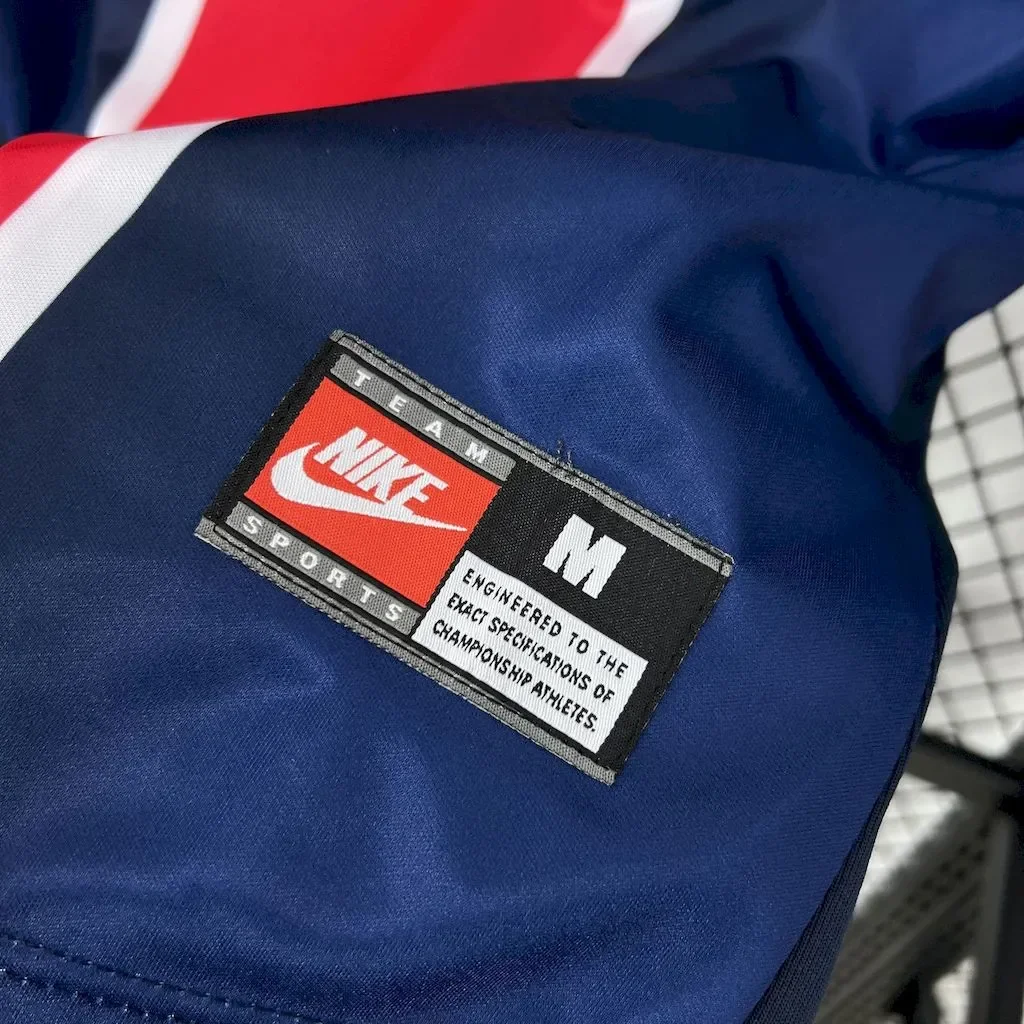 TEAM
NIKE
SPORTS
M
ENGINEERED TO THE
EXACT SPECIFICATIONS OF
CHAMPIONSHIP ATHLETES.